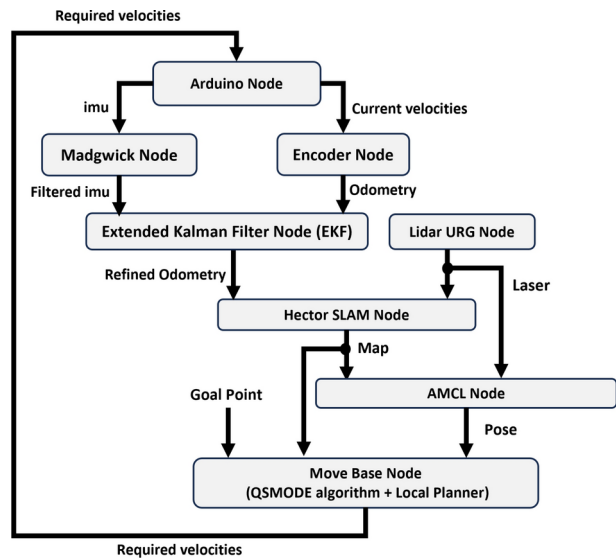 Required velocities
Arduino Node
imu
Current velocities
Madgwick Node
Encoder Node
Filtered imu
Odometry
Extended Kalman Filter Node (EKF)
Lidar URG Node
Refined Odometry
Laser
Hector SLAM Node
Map
Goal Point
AMCL Node
Pose
Move Base Node
(QSMODE algorithm + Local Planner)
Required velocities